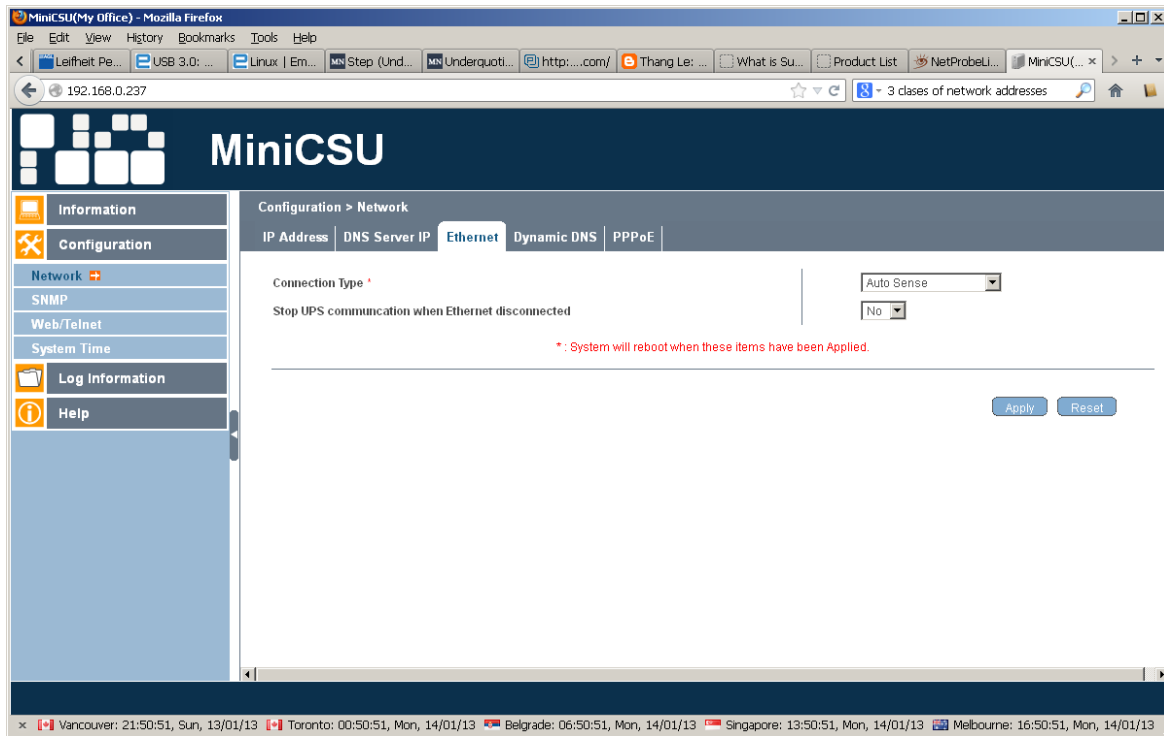 MiniCSU(My Office) - Mozilla Firefox
File Edit View History Bookmarks Tools Help
Leifheit Pe... USB 3.0: ... Linux | Em... Step (Und... Underquoti... http:....com/ Thang Le: ... What is Su... Product List NetProbeLi... MiniCSU(...
192.168.0.237 3 clases of network addresses
MiniCSU
Information
Configuration
Network
SNMP
Web/Telnet
System Time
Log Information
Help
Configuration > Network
IP Address DNS Server IP Ethernet Dynamic DNS PPPoE
Connection Type * Auto Sense
Stop UPS communcation when Ethernet disconnected No
* : System will reboot when these items have been Applied.
Apply Reset
× Vancouver: 21:50:51, Sun, 13/01/13 Toronto: 00:50:51, Mon, 14/01/13 Belgrade: 06:50:51, Mon, 14/01/13 Singapore: 13:50:51, Mon, 14/01/13 Melbourne: 16:50:51, Mon, 14/01/13